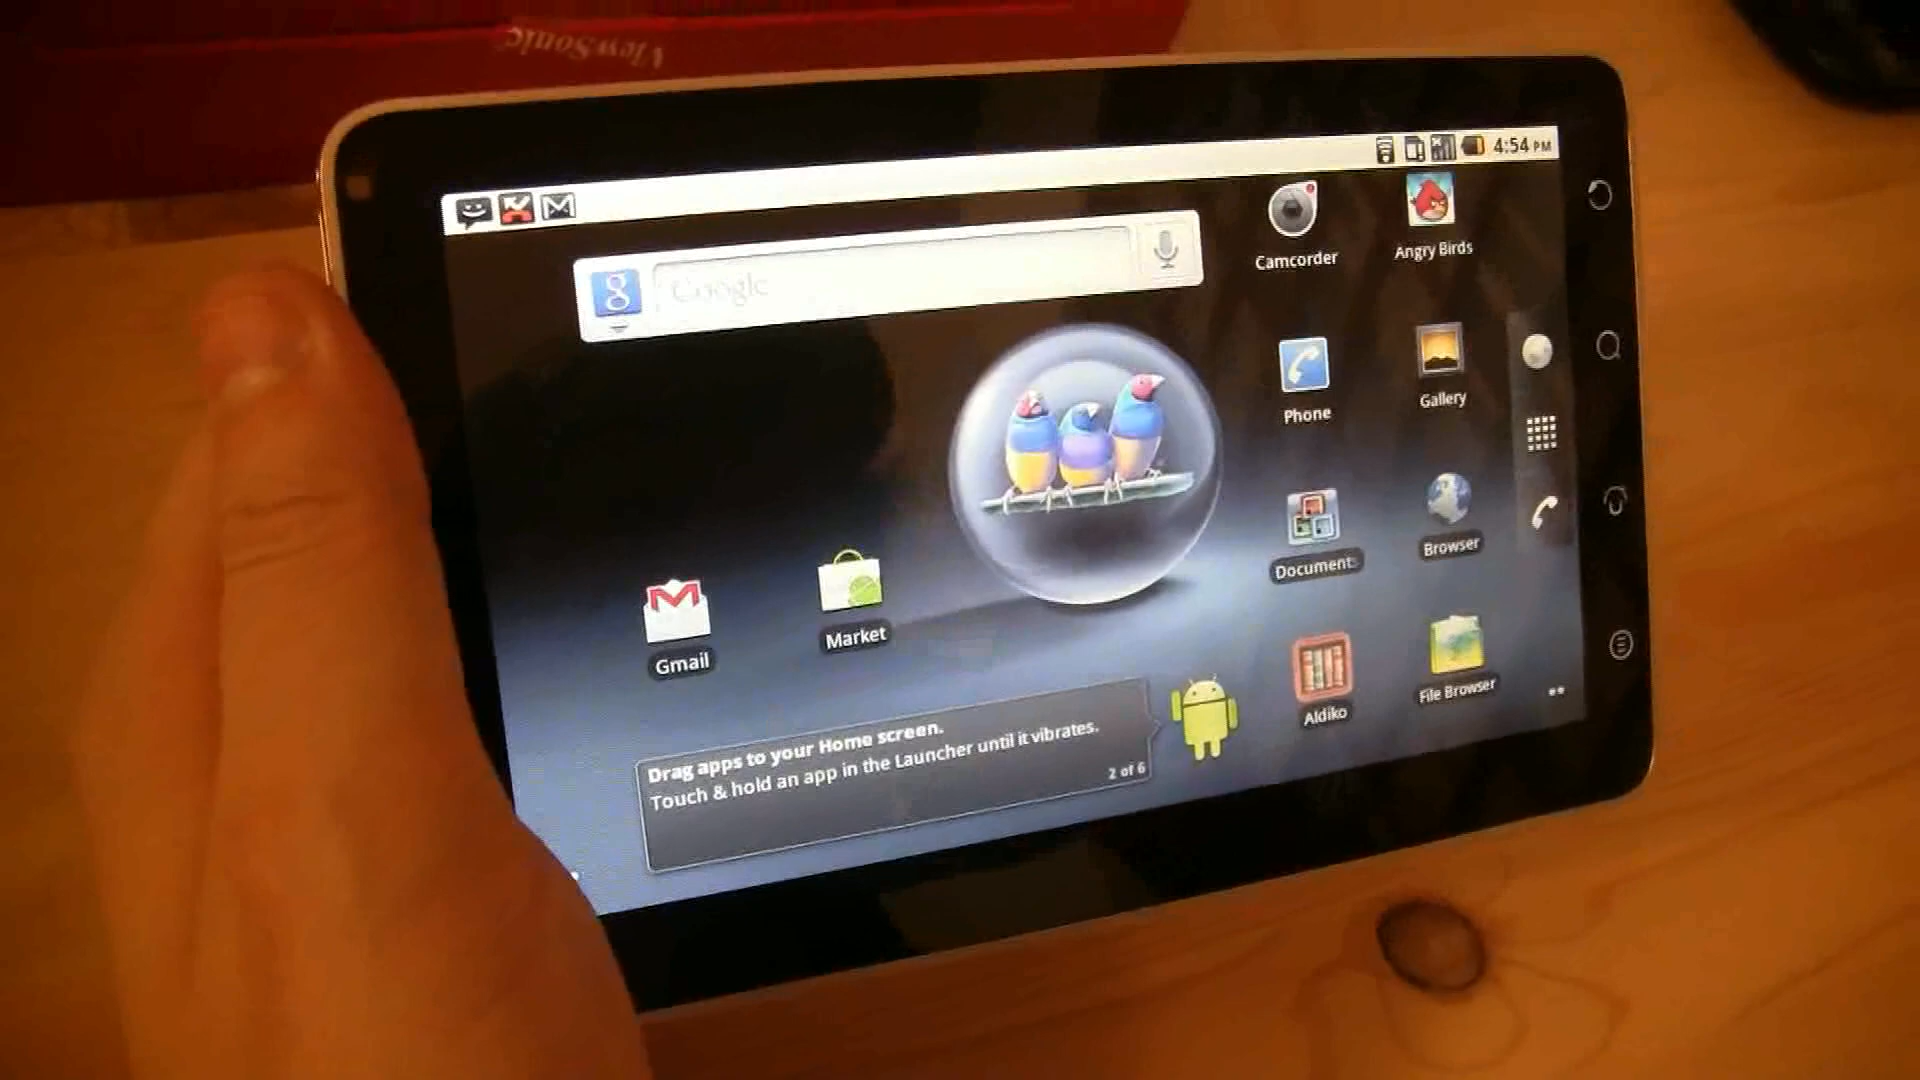 ViewSonic
4:54 PM
g
Google
Camcorder
Angry Birds
Phone
Gallery
Documents
Browser
Gmail
Market
Aldiko
File Browser
Drag apps to your Home screen.
Touch & hold an app in the Launcher until it vibrates.
2 of 6